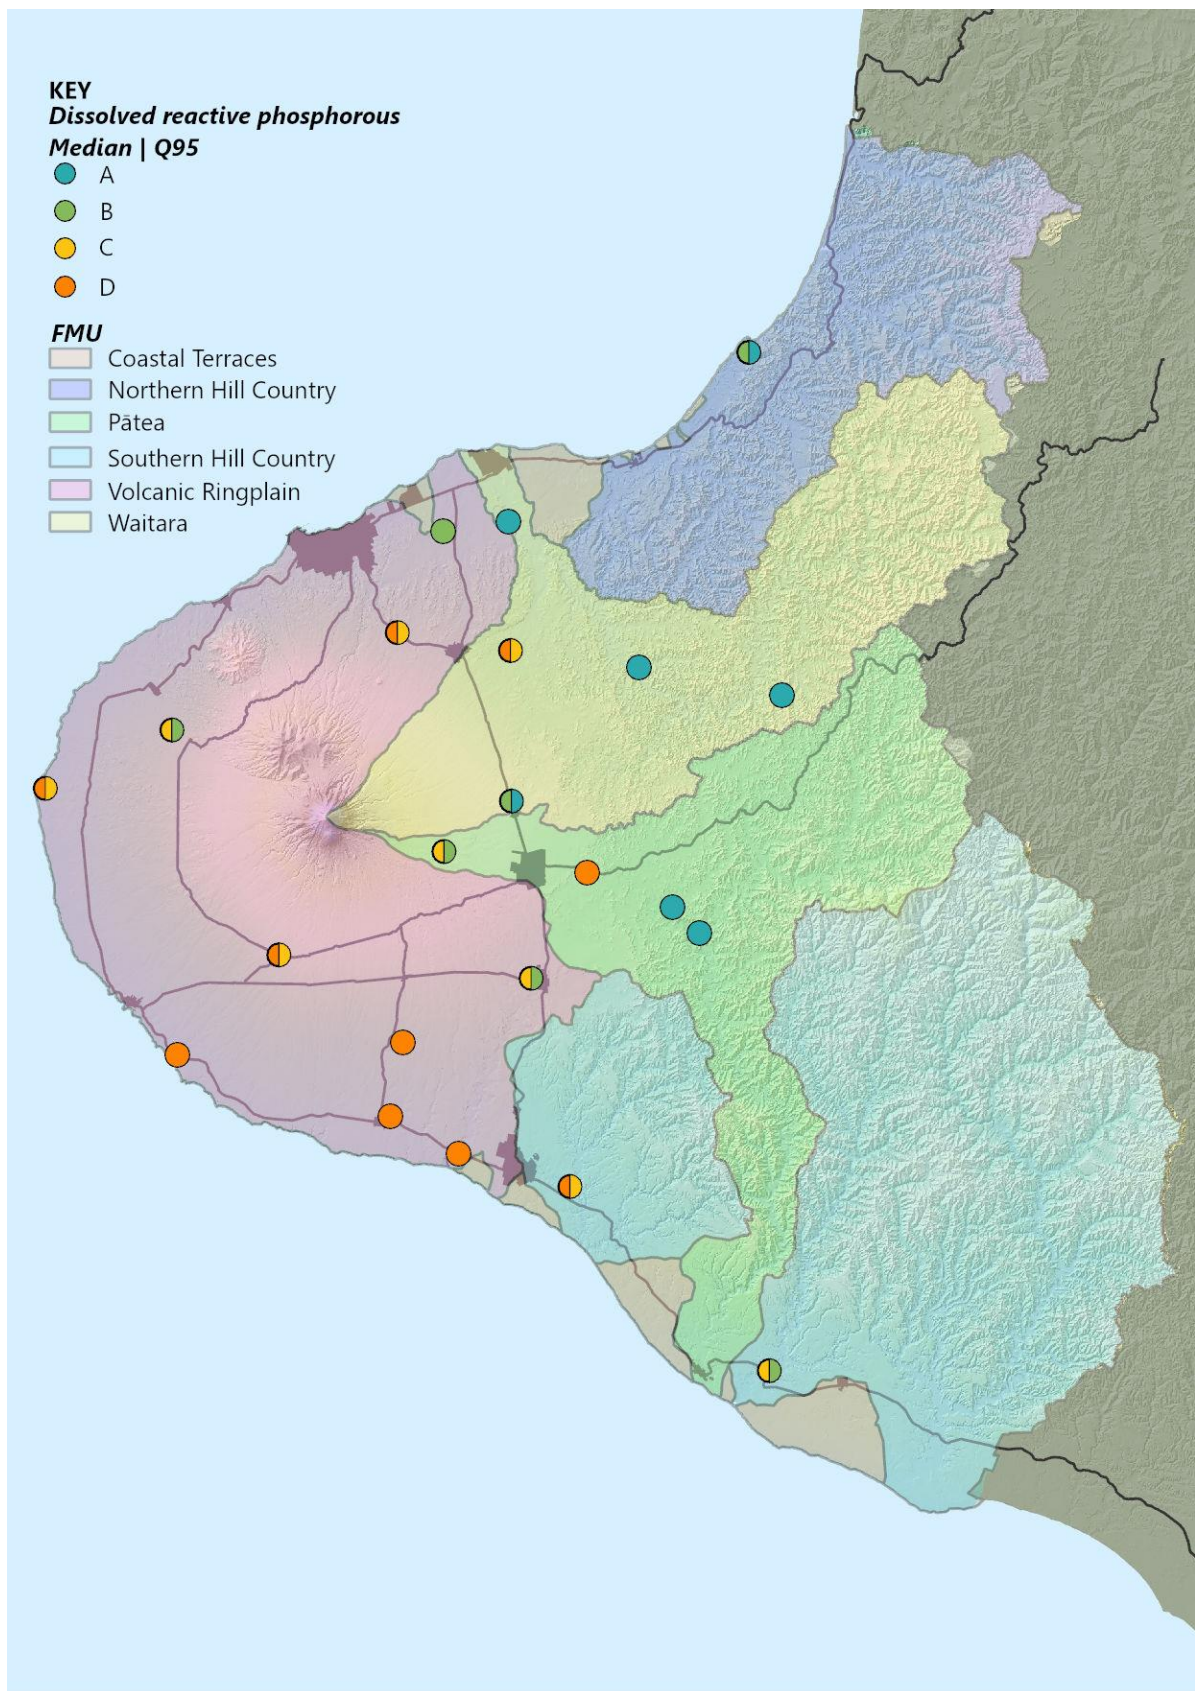 KEY
Dissolved reactive phosphorous
Median | Q95
A
B
C
D
FMU
Coastal Terraces
Northern Hill Country
Pātea
Southern Hill Country
Volcanic Ringplain
Waitara